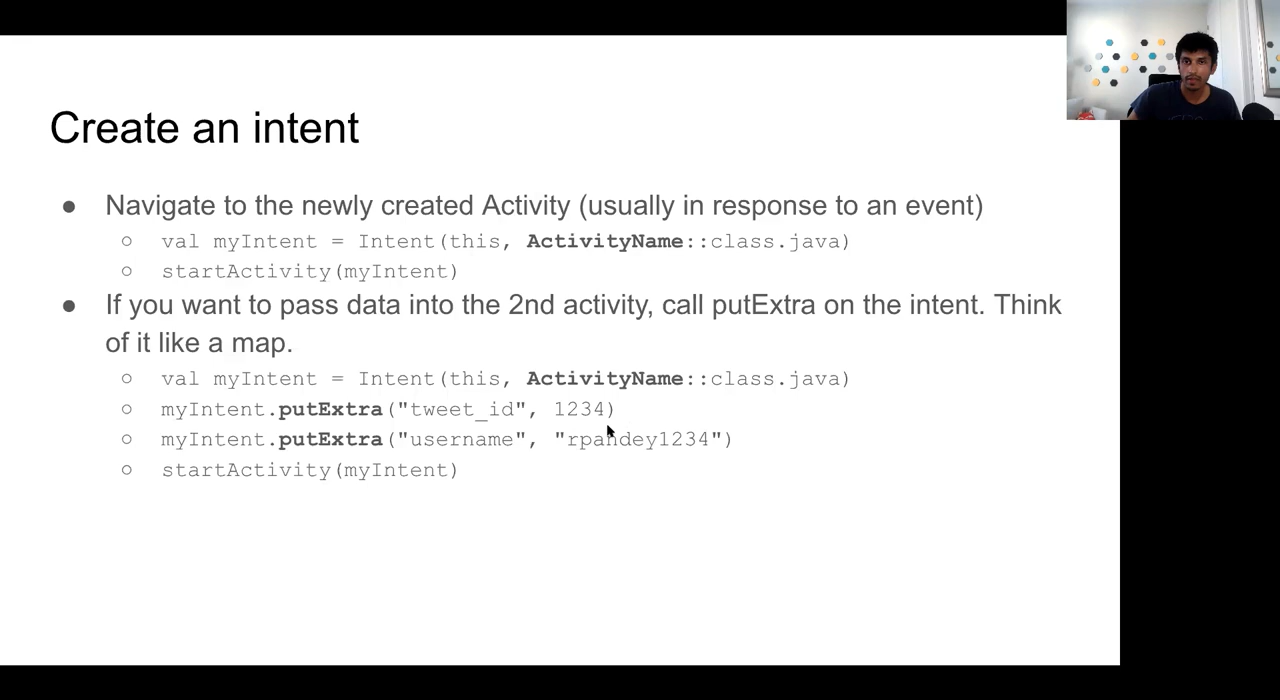 Create an intent
● Navigate to the newly created Activity (usually in response to an event)
○ val myIntent = Intent(this, ActivityName::class.java)
○ startActivity(myIntent)
● If you want to pass data into the 2nd activity, call putExtra on the intent. Think
of it like a map.
○ val myIntent = Intent(this, ActivityName::class.java)
○ myIntent.putExtra("tweet_id", 1234)
○ myIntent.putExtra("username", "rpandey1234")
○ startActivity(myIntent)